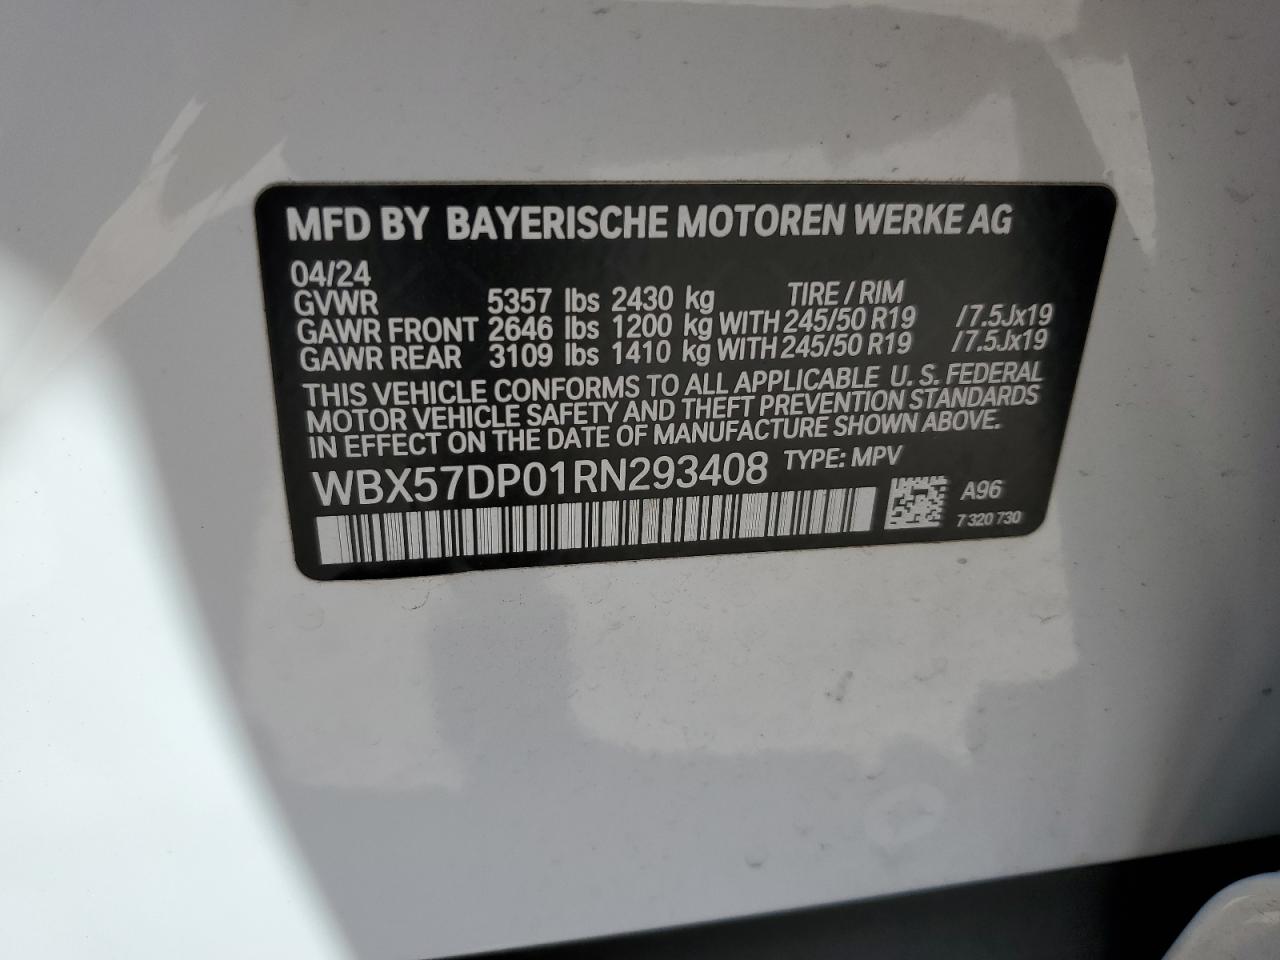 MFD BY BAYERISCHE MOTOREN WERKE AG
04/24 TIRE / RIM
GVWR 5357 lbs 2430 kg
GAWR FRONT 2646 lbs 1200 kg WITH 245/50 R19 /7.5Jx19
GAWR REAR 3109 lbs 1410 kg WITH 245/50 R19 /7.5Jx19
THIS VEHICLE CONFORMS TO ALL APPLICABLE U. S. FEDERAL
MOTOR VEHICLE SAFETY AND THEFT PREVENTION STANDARDS
IN EFFECT ON THE DATE OF MANUFACTURE SHOWN ABOVE.
WBX57DP01RN293408 TYPE: MPV
A96
7 320 730